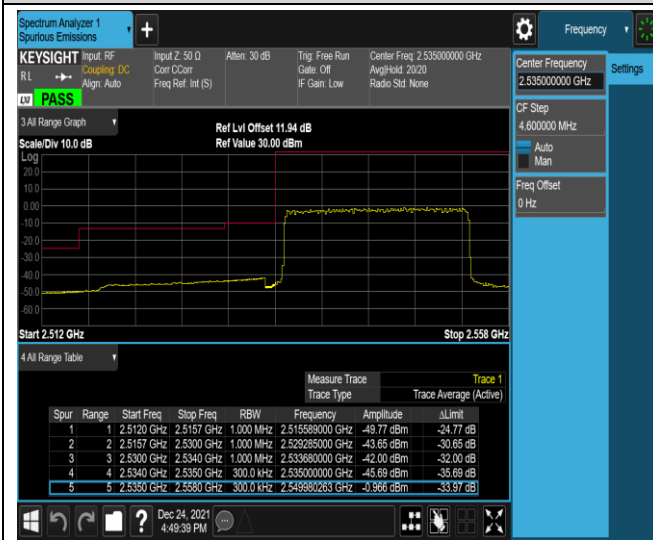 Spectrum Analyzer 1
Spurious Emissions
Frequency
KEYSIGHT Input: RF Input Z: 50 Ω Atten: 30 dB Trig: Free Run Center Freq: 2.535000000 GHz
RL Coupling: DC Corr CCorr Gate: Off Avg|Hold: 20/20
Align: Auto Freq Ref: Int (S) IF Gain: Low Radio Std: None
LXI PASS
Center Frequency
2.535000000 GHz
Settings
CF Step
4.600000 MHz
Auto
Man
Freq Offset
0 Hz
3 All Range Graph
Ref Lvl Offset 11.94 dB
Scale/Div 10.0 dB Ref Value 30.00 dBm
Log
20.0
10.0
0.00
-10.0
-20.0
-30.0
-40.0
-50.0
-60.0
Start 2.512 GHz Stop 2.558 GHz
4 All Range Table
Measure Trace Trace 1
Trace Type Trace Average (Active)
Spur Range Start Freq Stop Freq RBW Frequency Amplitude ΔLimit
1 1 2.5120 GHz 2.5157 GHz 1.000 MHz 2.515589000 GHz -49.77 dBm -24.77 dB
2 2 2.5157 GHz 2.5300 GHz 1.000 MHz 2.529285000 GHz -43.65 dBm -30.65 dB
3 3 2.5300 GHz 2.5340 GHz 1.000 MHz 2.533680000 GHz -42.00 dBm -32.00 dB
4 4 2.5340 GHz 2.5350 GHz 300.0 kHz 2.535000000 GHz -45.69 dBm -35.69 dB
5 5 2.5350 GHz 2.5580 GHz 300.0 kHz 2.549980263 GHz -0.966 dBm -33.97 dB
Dec 24, 2021
4:49:39 PM